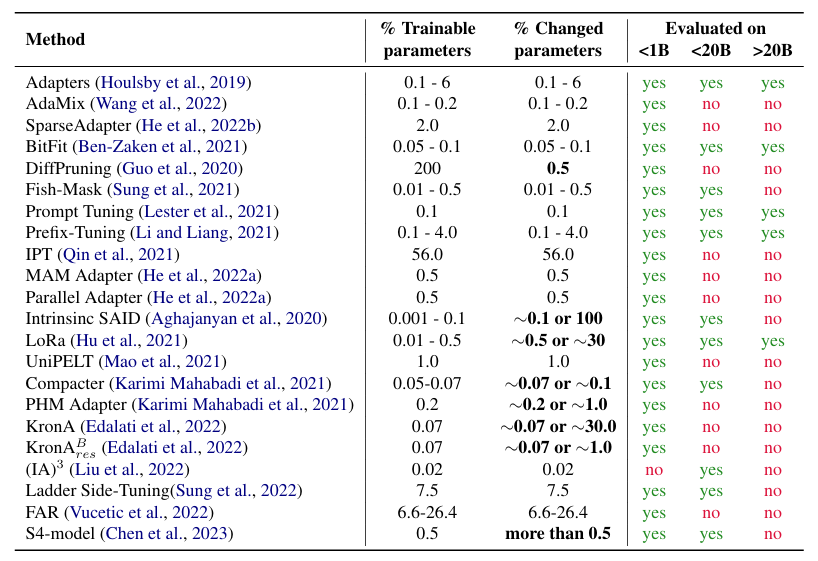 Method % Trainable parameters % Changed parameters Evaluated on <1B <20B >20B
Adapters (Houlsby et al., 2019) 0.1 - 6 0.1 - 6 yes yes yes
AdaMix (Wang et al., 2022) 0.1 - 0.2 0.1 - 0.2 yes no no
SparseAdapter (He et al., 2022b) 2.0 2.0 yes no no
BitFit (Ben-Zaken et al., 2021) 0.05 - 0.1 0.05 - 0.1 yes yes yes
DiffPruning (Guo et al., 2020) 200 0.5 yes no no
Fish-Mask (Sung et al., 2021) 0.01 - 0.5 0.01 - 0.5 yes yes no
Prompt Tuning (Lester et al., 2021) 0.1 0.1 yes yes yes
Prefix-Tuning (Li and Liang, 2021) 0.1 - 4.0 0.1 - 4.0 yes yes yes
IPT (Qin et al., 2021) 56.0 56.0 yes no no
MAM Adapter (He et al., 2022a) 0.5 0.5 yes no no
Parallel Adapter (He et al., 2022a) 0.5 0.5 yes no no
Intrinsinc SAID (Aghajanyan et al., 2020) 0.001 - 0.1 ∼0.1 or 100 yes yes no
LoRa (Hu et al., 2021) 0.01 - 0.5 ∼0.5 or ∼30 yes yes yes
UniPELT (Mao et al., 2021) 1.0 1.0 yes no no
Compacter (Karimi Mahabadi et al., 2021) 0.05-0.07 ∼0.07 or ∼0.1 yes yes no
PHM Adapter (Karimi Mahabadi et al., 2021) 0.2 ∼0.2 or ∼1.0 yes no no
KronA (Edalati et al., 2022) 0.07 ∼0.07 or ∼30.0 yes no no
KronA^B_res (Edalati et al., 2022) 0.07 ∼0.07 or ∼1.0 yes no no
(IA)³ (Liu et al., 2022) 0.02 0.02 no yes no
Ladder Side-Tuning(Sung et al., 2022) 7.5 7.5 yes yes no
FAR (Vucetic et al., 2022) 6.6-26.4 6.6-26.4 yes no no
S4-model (Chen et al., 2023) 0.5 more than 0.5 yes yes no